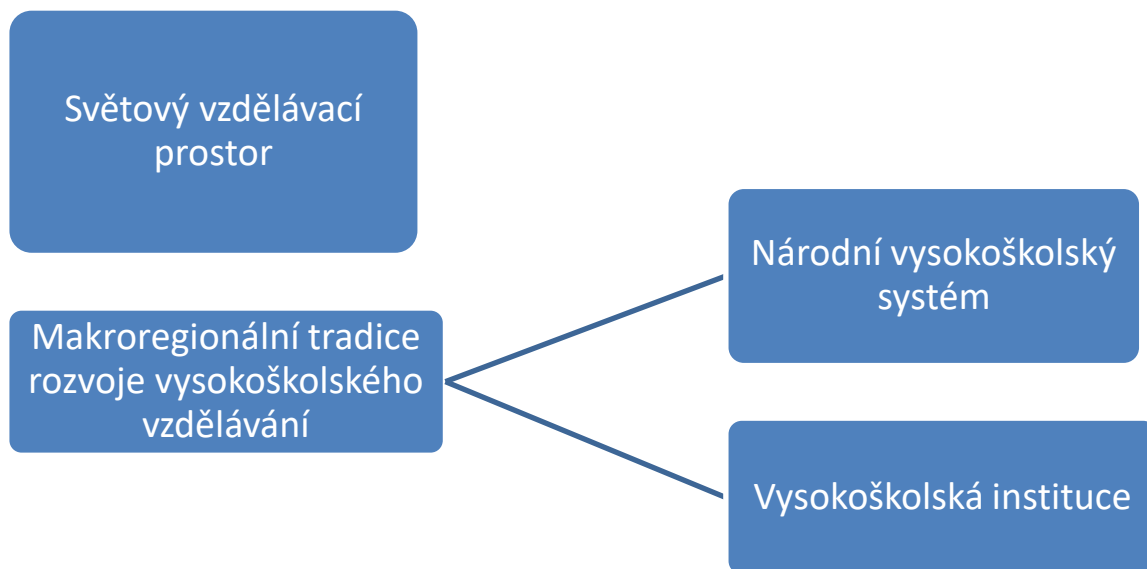 Světový vzdělávací
prostor
Makroregionální tradice
rozvoje vysokoškolského
vzdělávání
Národní vysokoškolský
systém
Vysokoškolská instituce